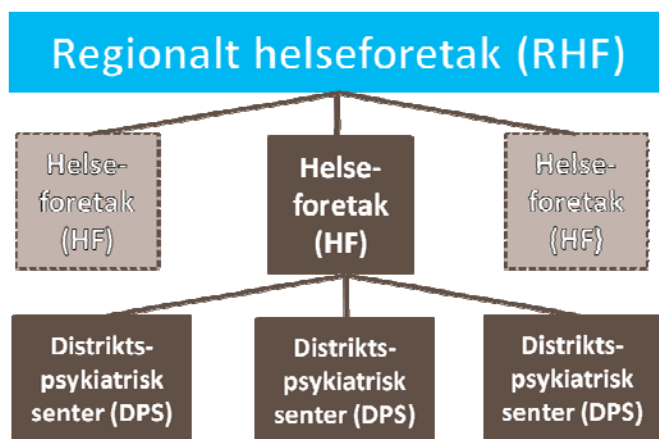 Regionalt helseforetak (RHF)
Helse-
foretak
(HF)
Helse-
foretak
(HF)
Helse-
foretak
(HF)
Distrikts-
psykiatrisk
senter (DPS)
Distrikts-
psykiatrisk
senter (DPS)
Distrikts-
psykiatrisk
senter (DPS)